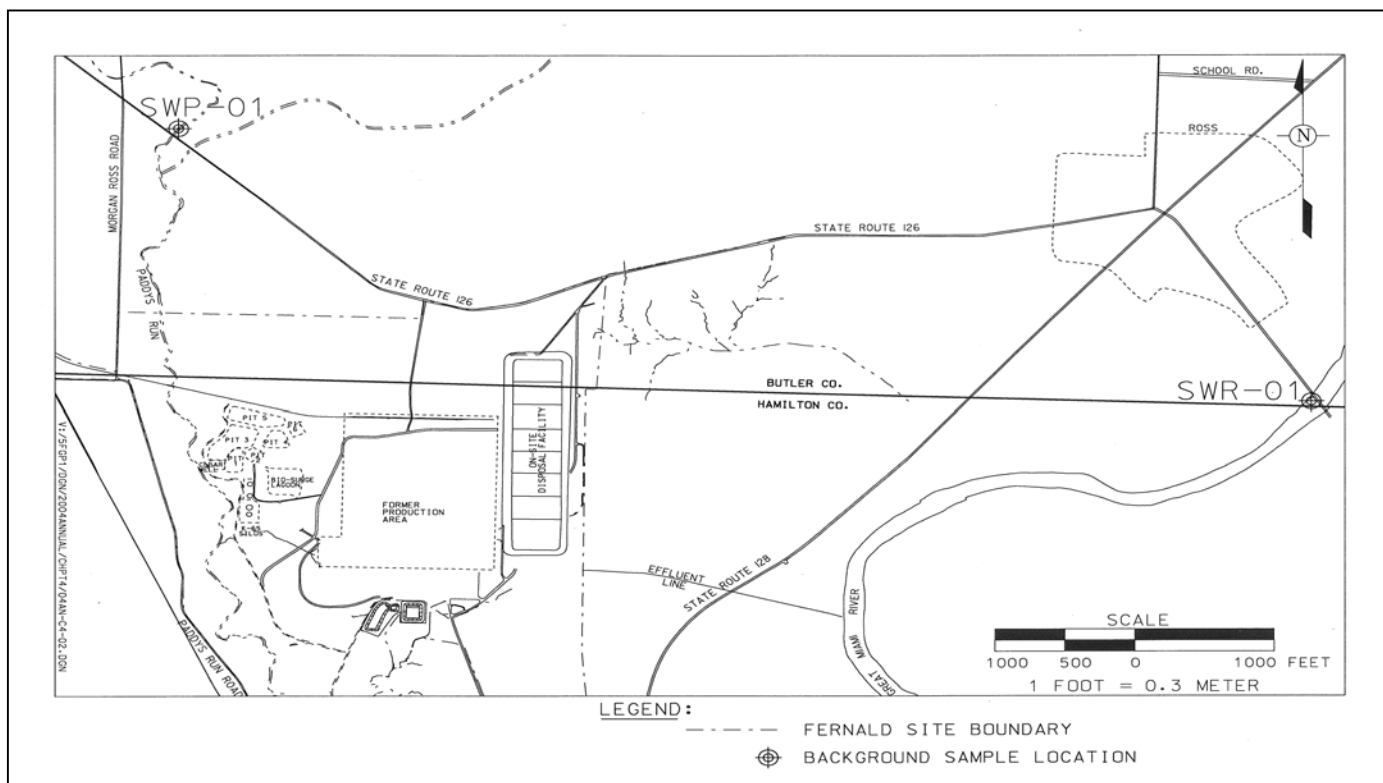 SCHOOL RD.
SWP-01
ROSS
N
MORGAN ROSS ROAD
STATE ROUTE 126
PADDYS RUN
STATE ROUTE 126
BUTLER CO.
HAMILTON CO.
SWR-01
PIT 5
PIT 3
PIT 4
BIO-SURGE
LAGOON
K-65
SILOS
FORMER
PRODUCTION
AREA
ON-SITE
DISPOSAL FACILITY
EFFLUENT
LINE
STATE ROUTE 128
GREAT MIAMI RIVER
PADDYS RUN ROAD
V:/5FGP1/DGN/2004ANNUAL/CHPT4/04AN-C4-02.DGN
SCALE
1000 500 0 1000 FEET
1 FOOT = 0.3 METER
LEGEND:
FERNALD SITE BOUNDARY
BACKGROUND SAMPLE LOCATION